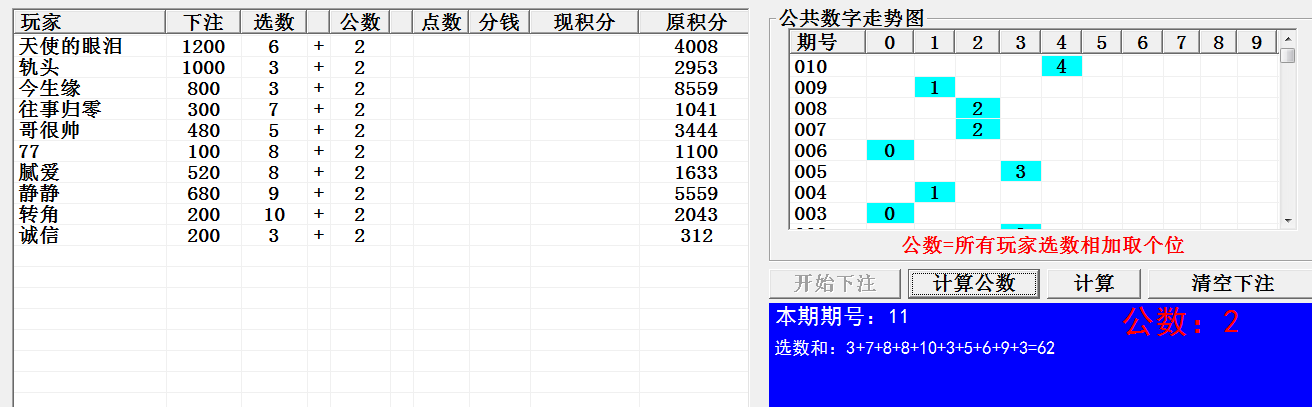 玩家 下注 选数 公数 点数 分钱 现积分 原积分
天使的眼泪 1200 6 + 2 4008
轨头 1000 3 + 2 2953
今生缘 800 3 + 2 8559
往事归零 300 7 + 2 1041
哥很帅 480 5 + 2 3444
77 100 8 + 2 1100
腻爱 520 8 + 2 1633
静静 680 9 + 2 5559
转角 200 10 + 2 2043
诚信 200 3 + 2 312
公共数字走势图
期号 0 1 2 3 4 5 6 7 8 9
010 4
009 1
008 2
007 2
006 0
005 3
004 1
003 0
公数=所有玩家选数相加取个位
开始下注 计算公数 计算 清空下注
本期期号：11
公数：2
选数和：3+7+8+8+10+3+5+6+9+3=62